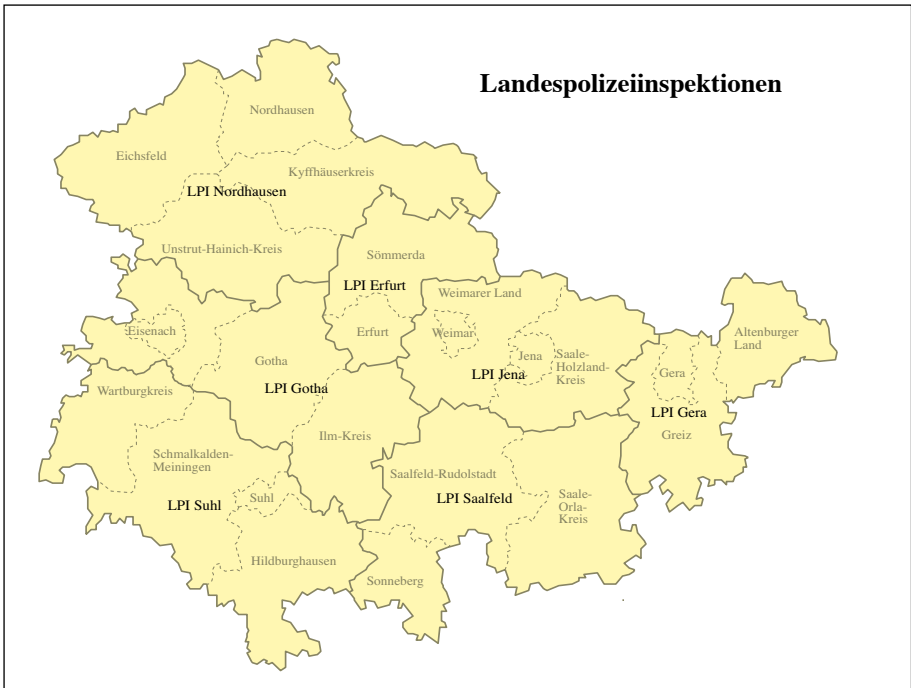 Landespolizeiinspektionen
Nordhausen
Eichsfeld
Kyffhäuserkreis
LPI Nordhausen
Unstrut-Hainich-Kreis
Sömmerda
LPI Erfurt
Weimarer Land
Eisenach
Erfurt
Weimar
Altenburger
Land
Gotha
Jena
Saale-
Holzland-
Kreis
Gera
LPI Jena
Wartburgkreis
LPI Gotha
LPI Gera
Ilm-Kreis
Greiz
Schmalkalden-
Meiningen
Saalfeld-Rudolstadt
Suhl
LPI Suhl
LPI Saalfeld
Saale-
Orla-
Kreis
Hildburghausen
Sonneberg